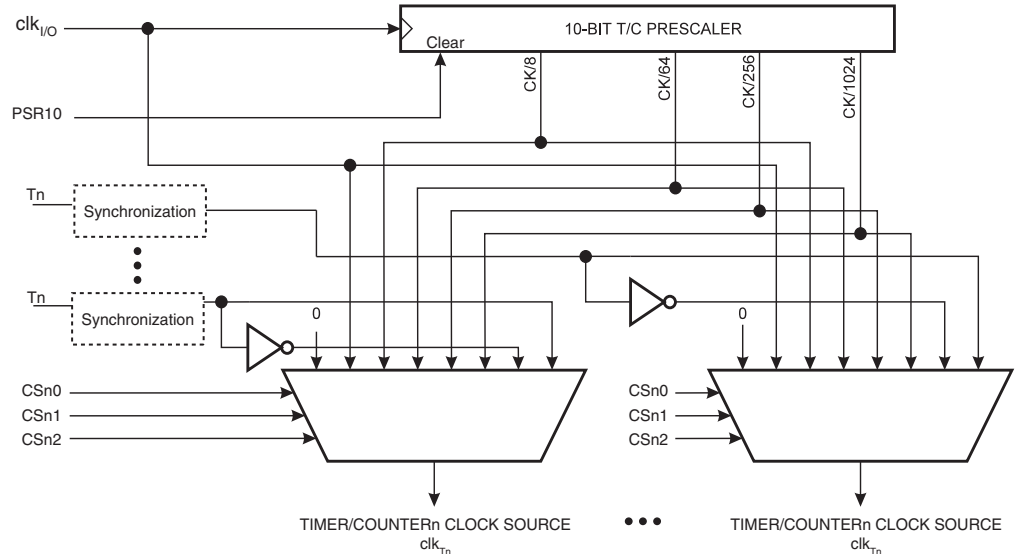 clkI/O
10-BIT T/C PRESCALER
Clear
CK/8
CK/64
CK/256
CK/1024
PSR10
Tn
Synchronization
Tn
Synchronization
0
0
CSn0
CSn1
CSn2
CSn0
CSn1
CSn2
TIMER/COUNTERn CLOCK SOURCE
clkTn
TIMER/COUNTERn CLOCK SOURCE
clkTn